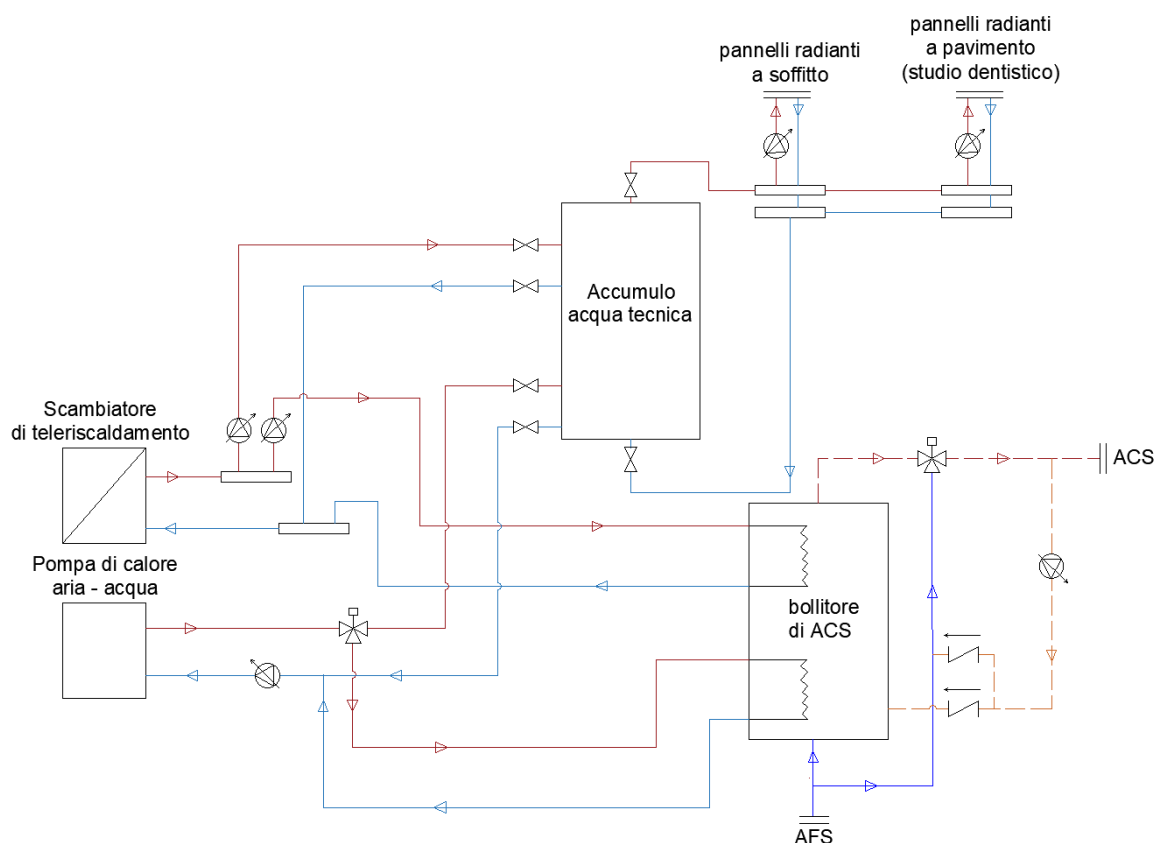 pannelli radianti
a soffitto
pannelli radianti
a pavimento
(studio dentistico)
Accumulo
acqua tecnica
Scambiatore
di teleriscaldamento
ACS
Pompa di calore
aria - acqua
bollitore
di ACS
AFS